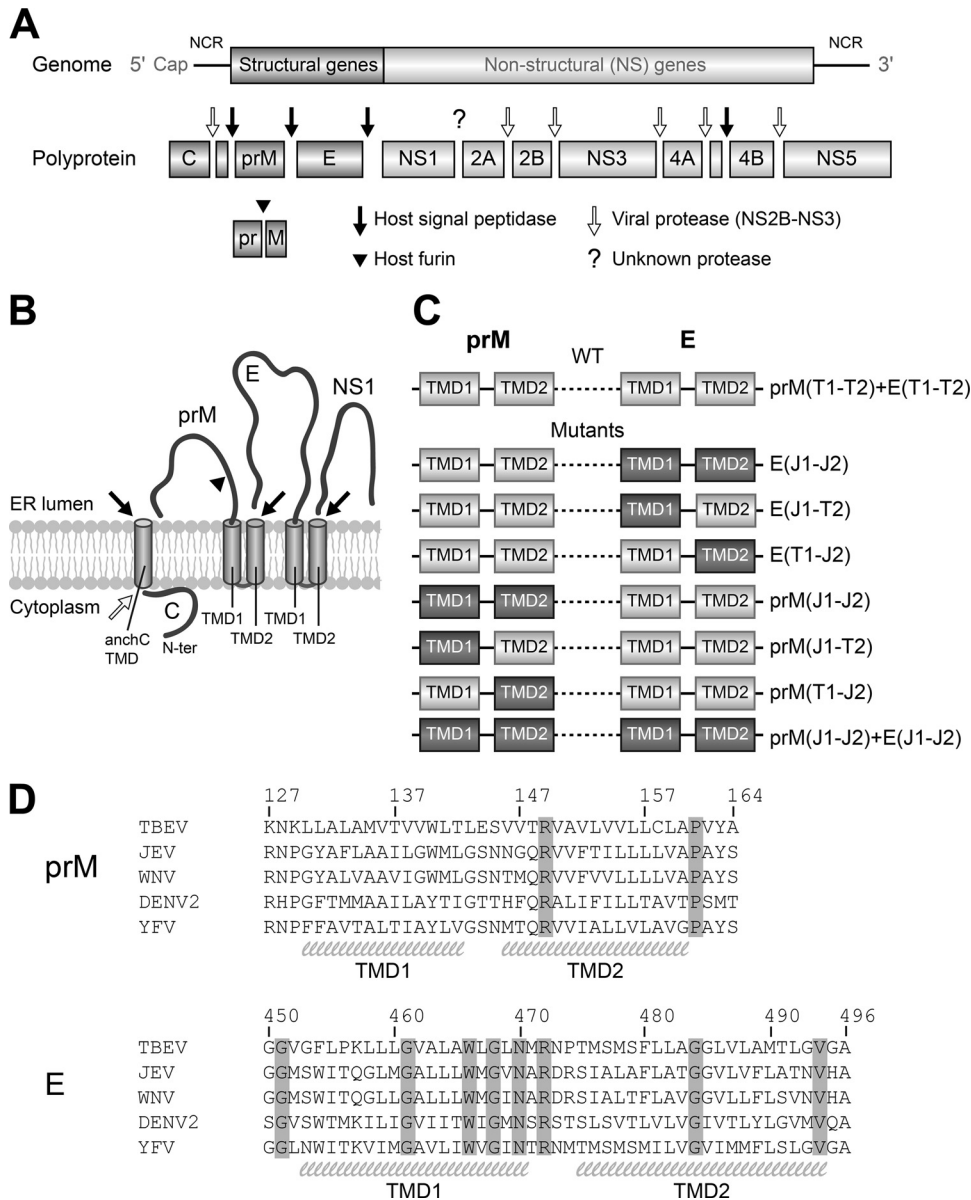 A
Genome 5' Cap NCR Structural genes Non-structural (NS) genes NCR 3'
?
Polyprotein C prM E NS1 2A 2B NS3 4A 4B NS5
pr M
Host signal peptidase
Viral protease (NS2B-NS3)
Host furin
? Unknown protease
B
E
NS1
prM
ER lumen
Cytoplasm
C
N-ter
anchC
TMD
TMD1
TMD2
TMD1
TMD2
C
prM WT E
TMD1 TMD2 TMD1 TMD2 prM(T1-T2)+E(T1-T2)
Mutants
TMD1 TMD2 TMD1 TMD2 E(J1-J2)
TMD1 TMD2 TMD1 TMD2 E(J1-T2)
TMD1 TMD2 TMD1 TMD2 E(T1-J2)
TMD1 TMD2 TMD1 TMD2 prM(J1-J2)
TMD1 TMD2 TMD1 TMD2 prM(J1-T2)
TMD1 TMD2 TMD1 TMD2 prM(T1-J2)
TMD1 TMD2 TMD1 TMD2 prM(J1-J2)+E(J1-J2)
D
prM
127 137 147 157 164
TBEV KNKLLALAMVTVVWLTLESVVTRVAVLVVLLCLAPVYA
JEV RNPGYAFLAAILGWMLGSNNGQRVVFTILLLLVAPAYS
WNV RNPGYALVAAVIGWMLGSNTMQRVVFVVLLLLVAPAYS
DENV2 RHPGFTMMAAILAYTIGTTHFQRALIFILLTAVTPSMT
YFV RNPFFAVTALTIAYLVGSNMTQRVVIALLVLAVGPAYS
TMD1 TMD2
E
450 460 470 480 490 496
TBEV GGVGFLPKLLLGVALAWLGLNMRNPTMSMSFLLAGGLVLAMTLGVGA
JEV GGMSWITQGLMGALLLWMGVNARDRSIALAFLATGGVLVFLATNVHA
WNV GGMSWITQGLLGALLLWMGINARDRSIALTFLAVGGVLLFLSVNVHA
DENV2 SGVSWTMKILIGVIITWIGMNSRSTSLSVTLVLVGIVTLYLGVMVQA
YFV GGLNWITKVIMGAVLIWVGINTRNMTMSMSMILVGVIMMFLSLGVGA
TMD1 TMD2